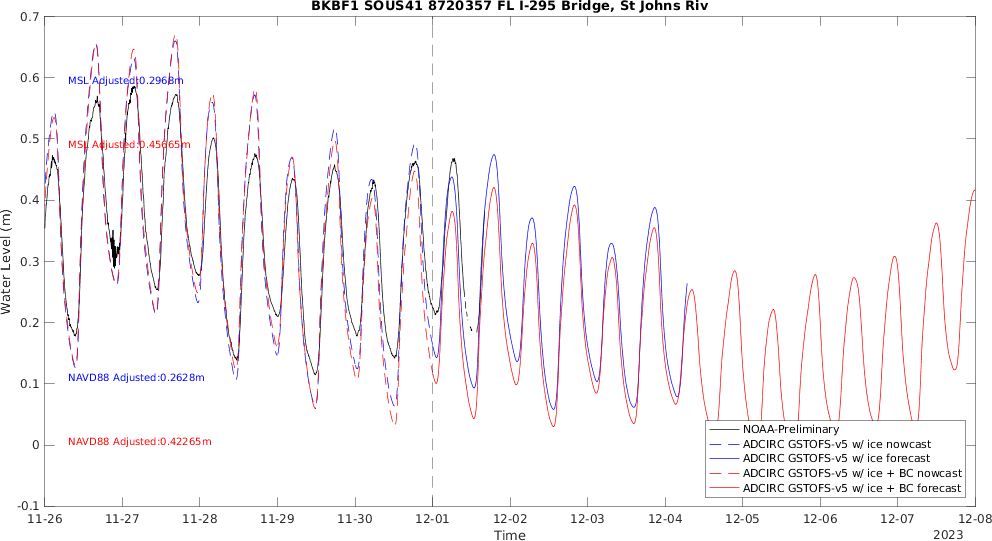 BKBF1 SOUS41 8720357 FL I-295 Bridge, St Johns Riv
0.7
0.6
0.5
0.4
0.3
0.2
0.1
0
-0.1
Water Level (m)
MSL Adjusted:0.2968m
MSL Adjusted:0.45665m
NAVD88 Adjusted:0.2628m
NAVD88 Adjusted:0.42265m
NOAA-Preliminary
ADCIRC GSTOFS-v5 w/ ice nowcast
ADCIRC GSTOFS-v5 w/ ice forecast
ADCIRC GSTOFS-v5 w/ ice + BC nowcast
ADCIRC GSTOFS-v5 w/ ice + BC forecast
11-26 11-27 11-28 11-29 11-30 12-01 12-02 12-03 12-04 12-05 12-06 12-07 12-08
Time
2023